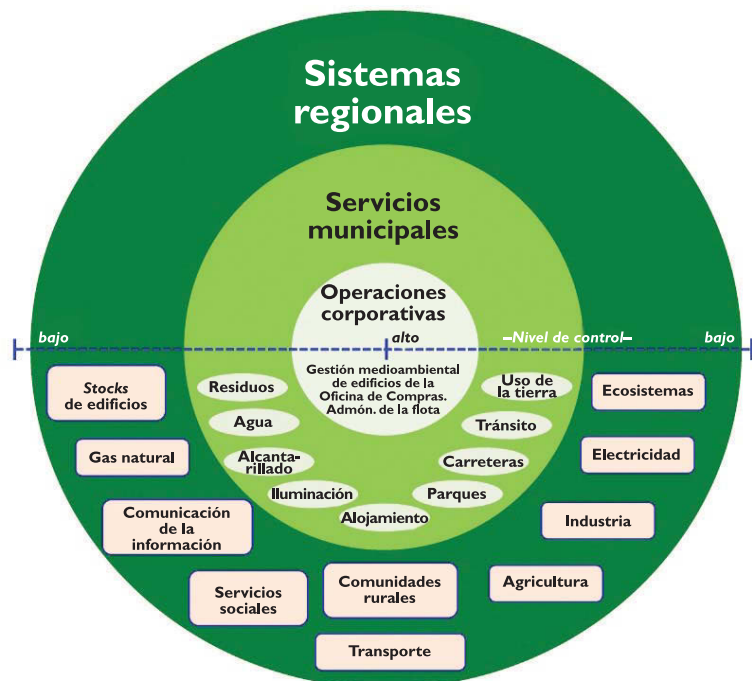 Sistemas
regionales
Servicios
municipales
Operaciones
corporativas
bajo
alto
–Nivel de control–
bajo
Gestión medioambiental
de edificios de la
Oficina de Compras.
Admón. de la flota
Residuos
Agua
Alcanta-
rillado
Iluminación
Alojamiento
Parques
Carreteras
Tránsito
Uso de
la tierra
Stocks
de edificios
Gas natural
Comunicación
de la
información
Servicios
sociales
Comunidades
rurales
Transporte
Agricultura
Industria
Electricidad
Ecosistemas